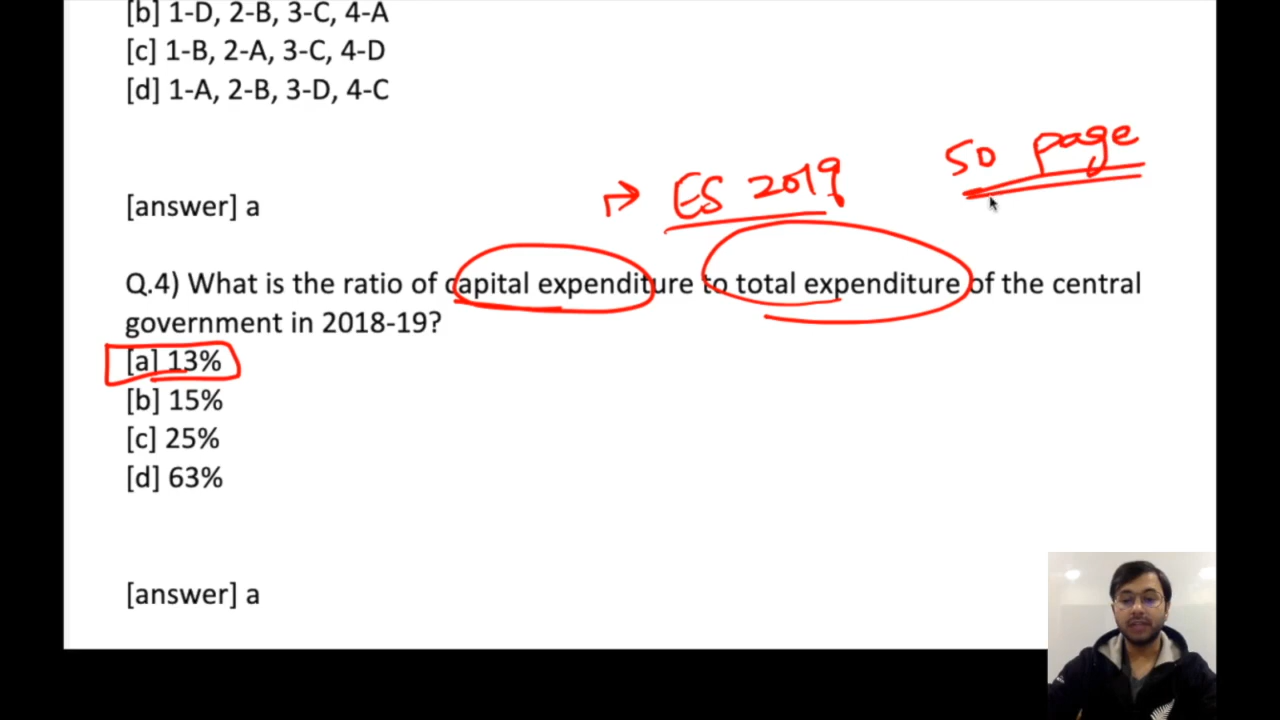 [b] 1-D, 2-B, 3-C, 4-A
[c] 1-B, 2-A, 3-C, 4-D
[d] 1-A, 2-B, 3-D, 4-C
50 page
→ ES 2019
[answer] a
Q.4) What is the ratio of capital expenditure to total expenditure of the central
government in 2018-19?
[a] 13%
[b] 15%
[c] 25%
[d] 63%
[answer] a